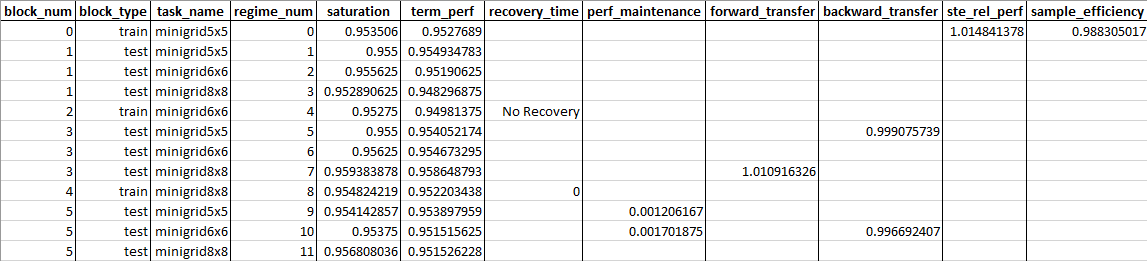 block_num block_type task_name regime_num saturation term_perf recovery_time perf_maintenance forward_transfer backward_transfer ste_rel_perf sample_efficiency
0 train minigrid5x5 0 0.953506 0.9527689 1.014841378 0.988305017
1 test minigrid5x5 1 0.955 0.954934783
1 test minigrid6x6 2 0.955625 0.95190625
1 test minigrid8x8 3 0.952890625 0.948296875
2 train minigrid6x6 4 0.95275 0.94981375 No Recovery
3 test minigrid5x5 5 0.955 0.954052174 0.999075739
3 test minigrid6x6 6 0.95625 0.954673295
3 test minigrid8x8 7 0.959383878 0.958648793 1.010916326
4 train minigrid8x8 8 0.954824219 0.952203438 0
5 test minigrid5x5 9 0.954142857 0.953897959 0.001206167
5 test minigrid6x6 10 0.95375 0.951515625 0.001701875 0.996692407
5 test minigrid8x8 11 0.956808036 0.951526228